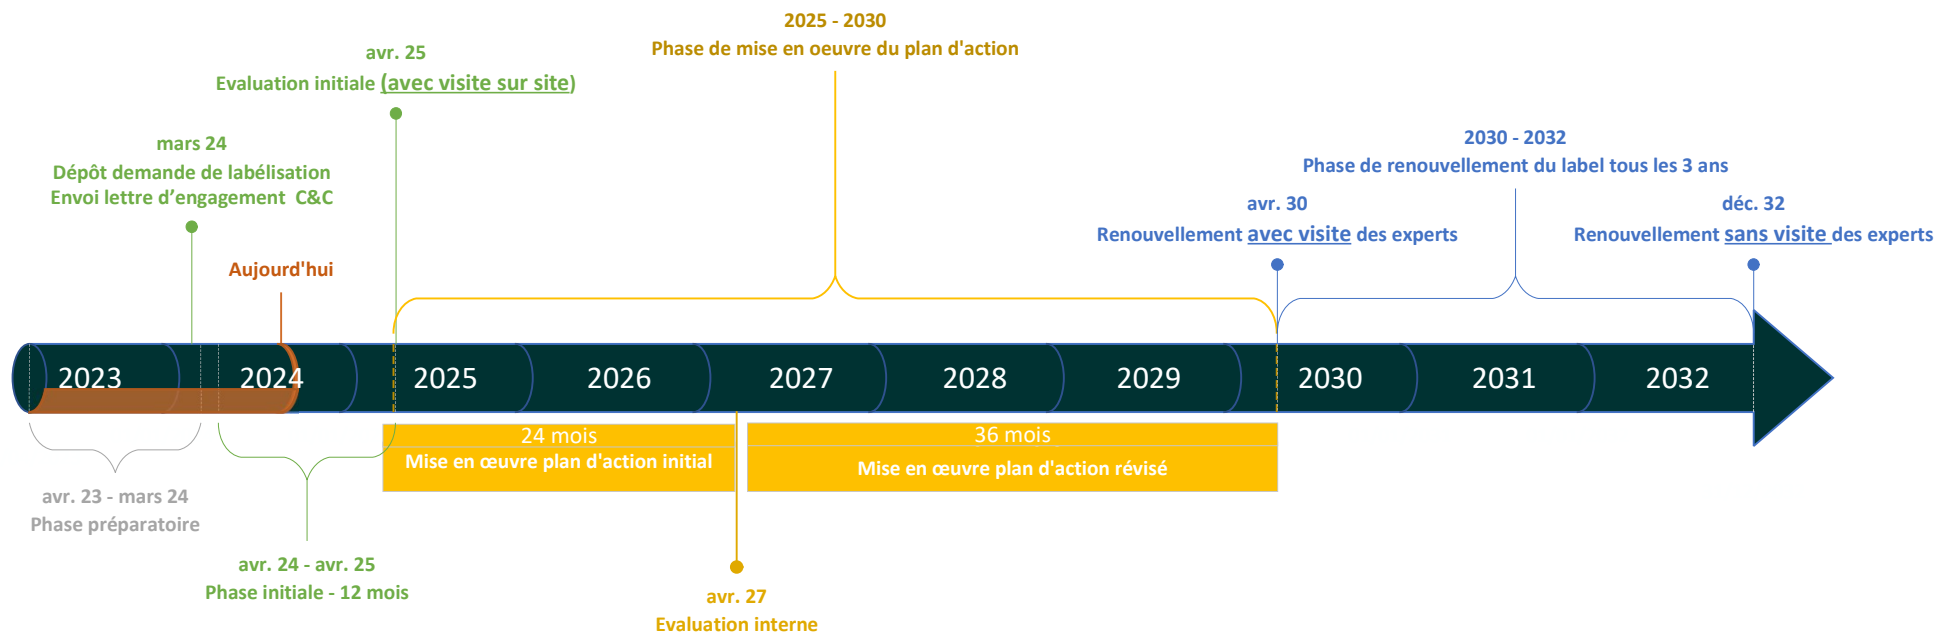 2025 - 2030
Phase de mise en oeuvre du plan d'action
avr. 25
Evaluation initiale (avec visite sur site)
mars 24
Dépôt demande de labélisation
Envoi lettre d’engagement C&C
Aujourd'hui
2030 - 2032
Phase de renouvellement du label tous les 3 ans
avr. 30
Renouvellement avec visite des experts
déc. 32
Renouvellement sans visite des experts
2023 2024 2025 2026 2027 2028 2029 2030 2031 2032
24 mois
Mise en œuvre plan d'action initial
36 mois
Mise en œuvre plan d'action révisé
avr. 23 - mars 24
Phase préparatoire
avr. 24 - avr. 25
Phase initiale - 12 mois
avr. 27
Evaluation interne